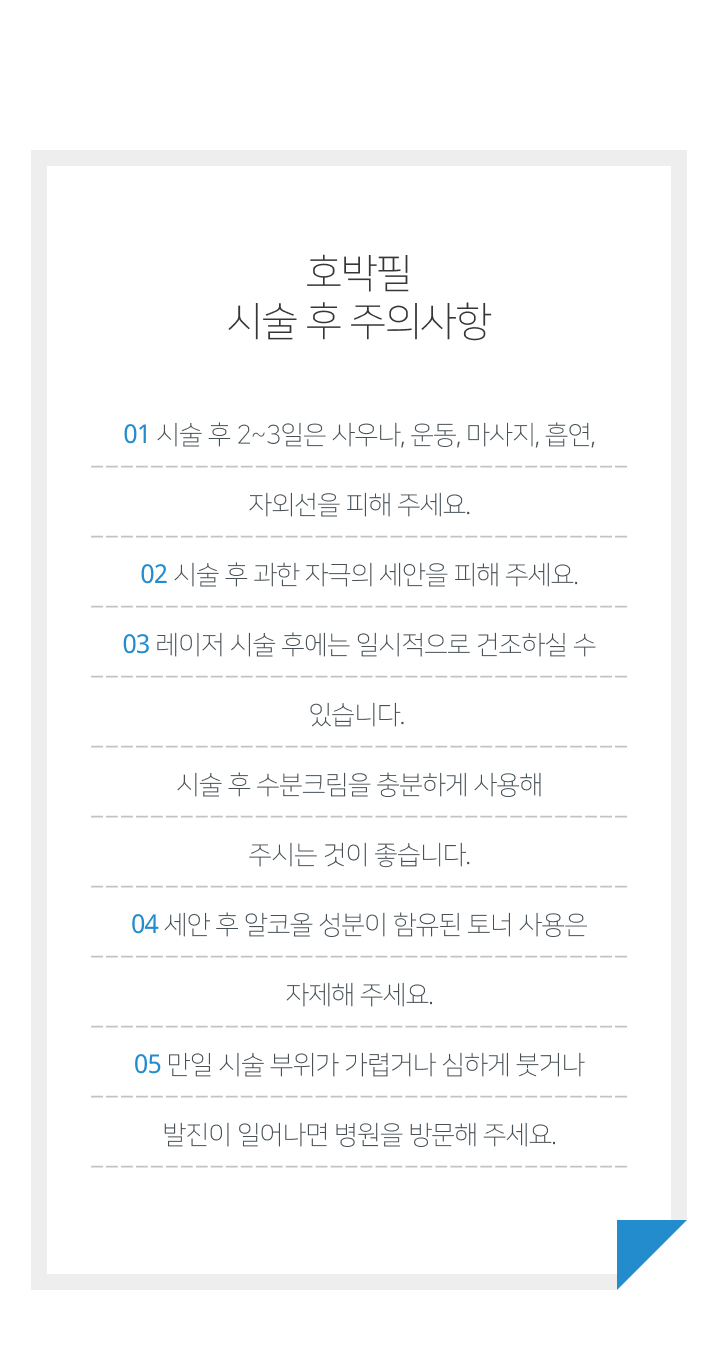 호박필
시술 후 주의사항
01 시술 후 2~3일은 사우나, 운동, 마사지, 흡연,
자외선을 피해 주세요.
02 시술 후 과한 자극의 세안을 피해 주세요.
03 레이저 시술 후에는 일시적으로 건조하실 수
있습니다.
시술 후 수분크림을 충분하게 사용해
주시는 것이 좋습니다.
04 세안 후 알코올 성분이 함유된 토너 사용은
자제해 주세요.
05 만일 시술 부위가 가렵거나 심하게 붓거나
발진이 일어나면 병원을 방문해 주세요.